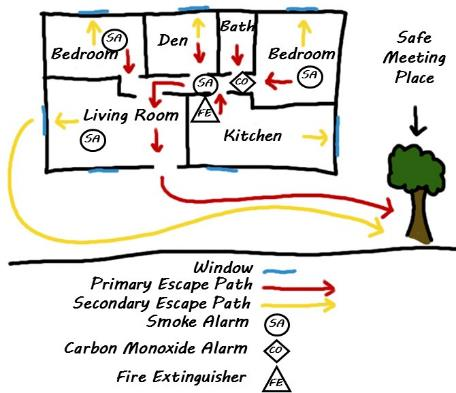 Bath
Safe
Meeting
Place
Bedroom
SA
Den
Bedroom
SA
CO
SA
Living Room
FE
Kitchen
SA
Window
Primary Escape Path
Secondary Escape Path
Smoke Alarm
SA
Carbon Monoxide Alarm
CO
Fire Extinguisher
FE